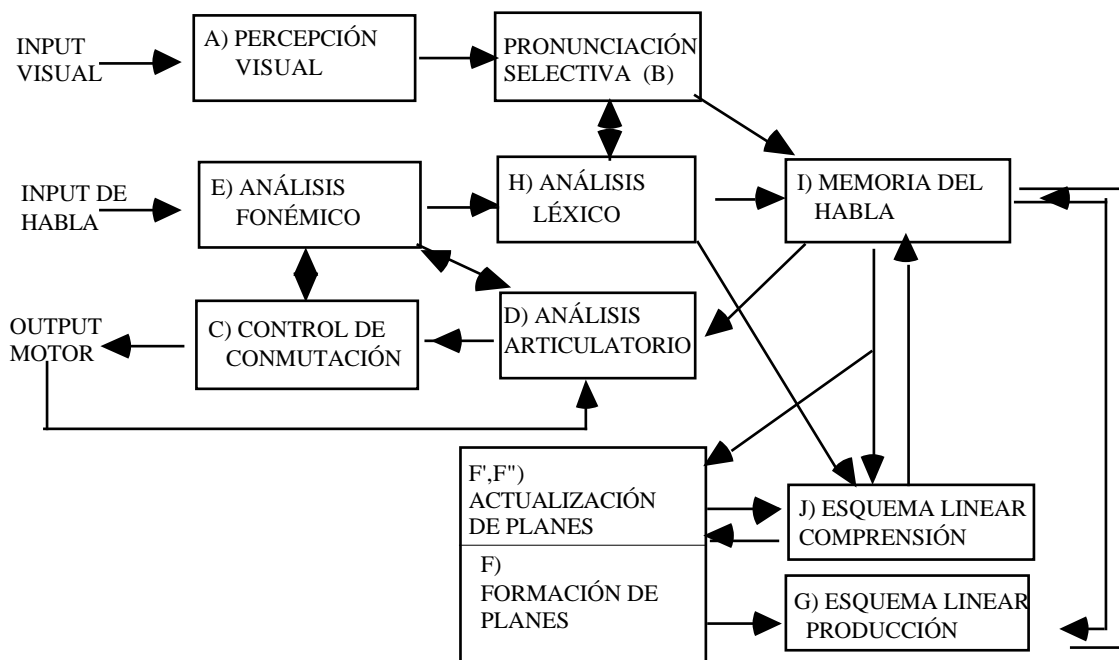 INPUT
VISUAL
A) PERCEPCIÓN
VISUAL
PRONUNCIACIÓN
SELECTIVA (B)
INPUT DE
HABLA
E) ANÁLISIS
FONÉMICO
H) ANÁLISIS
LÉXICO
I) MEMORIA DEL
HABLA
OUTPUT
MOTOR
C) CONTROL DE
CONMUTACIÓN
D) ANÁLISIS
ARTICULATORIO
F',F'')
ACTUALIZACIÓN
DE PLANES
J) ESQUEMA LINEAR
COMPRENSIÓN
F)
FORMACIÓN DE
PLANES
G) ESQUEMA LINEAR
PRODUCCIÓN